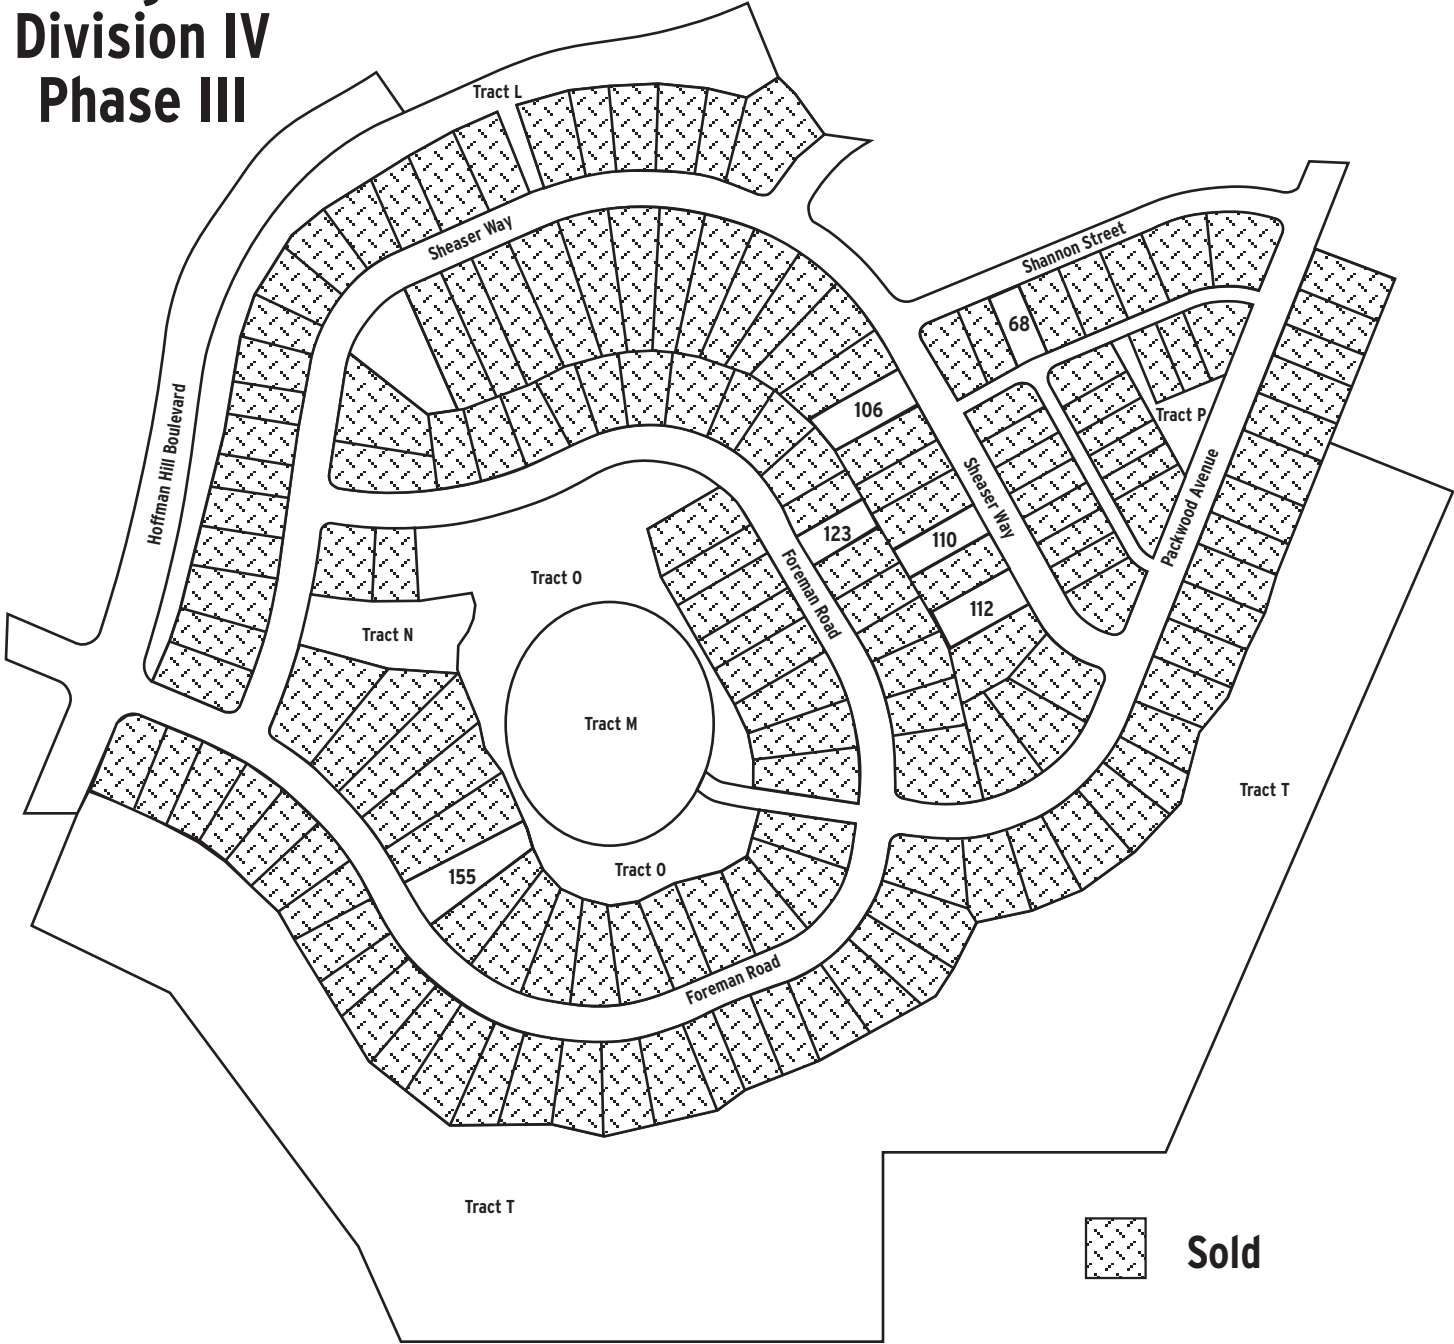 Division IV
Phase III
Tract L
Sheaser Way
Shannon Street
68
106
Tract P
Hoffman Hill Boulevard
Sheaser Way
Packwood Avenue
123
110
Foreman Road
Tract O
112
Tract N
Tract M
Tract T
Tract O
155
Foreman Road
Tract T
Sold